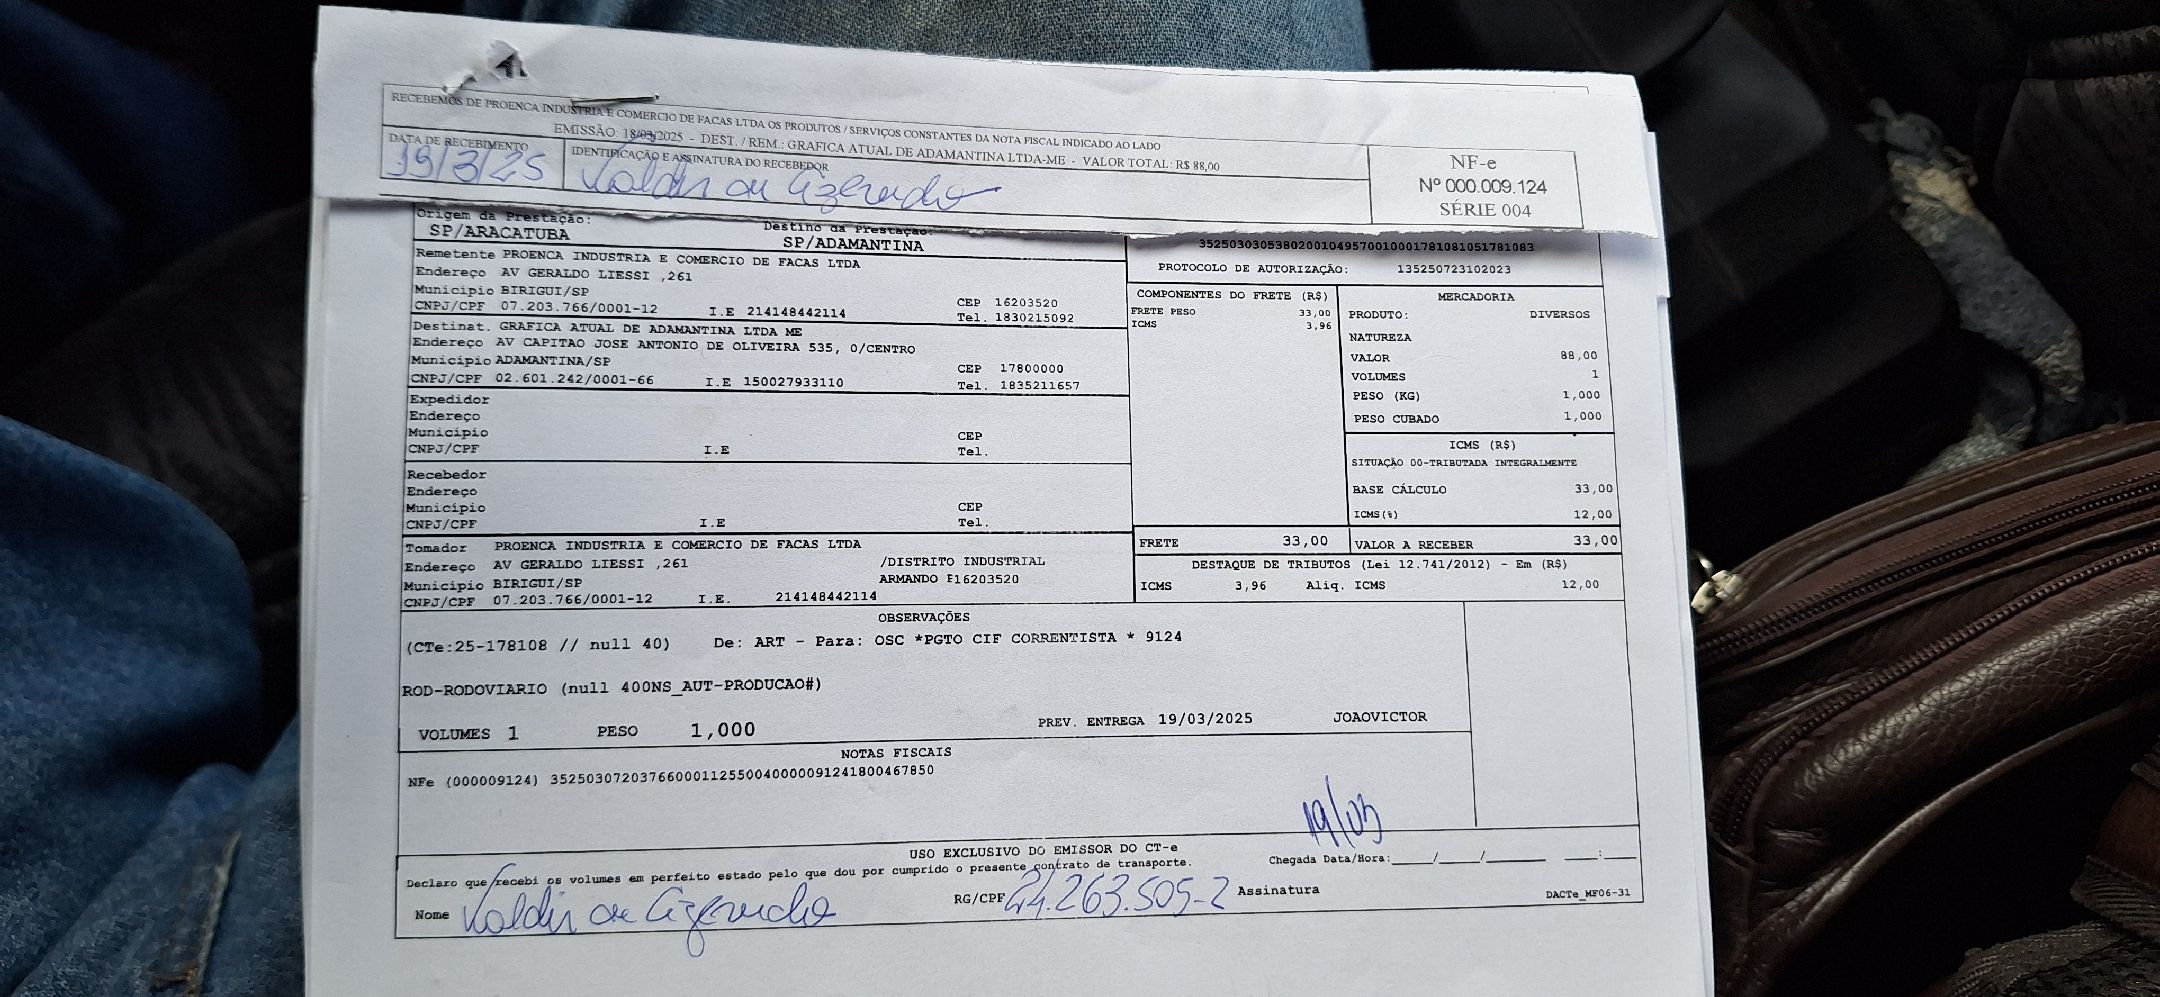 RECEBEMOS DE PROENCA INDUSTRIA E COMERCIO DE FACAS LTDA OS PRODUTOS / SERVIÇOS CONSTANTES DA NOTA FISCAL INDICADO AO LADO
EMISSÃO: 18/03/2025 - DEST. / REM.: GRAFICA ATUAL DE ADAMANTINA LTDA-ME - VALOR TOTAL: R$ 88,00
DATA DE RECEBIMENTO
19/3/25
IDENTIFICAÇÃO E ASSINATURA DO RECEBEDOR
Valdir de Azevedo
NF-e
Nº 000.009.124
SÉRIE 004
Origem da Prestação:
SP/ARACATUBA
Destino da Prestação:
SP/ADAMANTINA
Remetente PROENCA INDUSTRIA E COMERCIO DE FACAS LTDA
Endereço AV GERALDO LIESSI ,261
Municipio BIRIGUI/SP
CEP 16203520
CNPJ/CPF 07.203.766/0001-12 I.E 214148442114 Tel. 1830215092
Destinat. GRAFICA ATUAL DE ADAMANTINA LTDA ME
Endereço AV CAPITAO JOSE ANTONIO DE OLIVEIRA 535, 0/CENTRO
Municipio ADAMANTINA/SP CEP 17800000
CNPJ/CPF 02.601.242/0001-66 I.E 150027933110 Tel. 1835211657
Expedidor
Endereço
Municipio CEP
CNPJ/CPF I.E Tel.
Recebedor
Endereço
Municipio CEP
CNPJ/CPF I.E Tel.
Tomador PROENCA INDUSTRIA E COMERCIO DE FACAS LTDA
Endereço AV GERALDO LIESSI ,261 /DISTRITO INDUSTRIAL
Municipio BIRIGUI/SP ARMANDO P16203520
CNPJ/CPF 07.203.766/0001-12 I.E. 214148442114
PROTOCOLO DE AUTORIZAÇÃO: 135250723102023
COMPONENTES DO FRETE (R$)
FRETE PESO 33,00
ICMS 3,96
MERCADORIA
PRODUTO: DIVERSOS
NATUREZA
VALOR 88,00
VOLUMES 1
PESO (KG) 1,000
PESO CUBADO 1,000
ICMS (R$)
SITUAÇÃO 00-TRIBUTADA INTEGRALMENTE
BASE CÁLCULO 33,00
ICMS(%) 12,00
FRETE 33,00 VALOR A RECEBER 33,00
DESTAQUE DE TRIBUTOS (Lei 12.741/2012) - Em (R$)
ICMS 3,96 Aliq. ICMS 12,00
OBSERVAÇÕES
(CTe:25-178108 // null 40) De: ART - Para: OSC *PGTO CIF CORRENTISTA * 9124
ROD-RODOVIARIO (null 400NS_AUT-PRODUCAO#)
VOLUMES 1 PESO 1,000 PREV. ENTREGA 19/03/2025 JOAOVICTOR
NOTAS FISCAIS
NFe (000009124) 35250307203766000112550040000091241800467850
19/03
USO EXCLUSIVO DO EMISSOR DO CT-e
Declaro que recebi os volumes em perfeito estado pelo que dou por cumprido o presente contrato de transporte.
Chegada Data/Hora:____/____/______ ___:___
Nome Valdir de Azevedo RG/CPF 24.263.505-2 Assinatura
DACTe_MF06-31